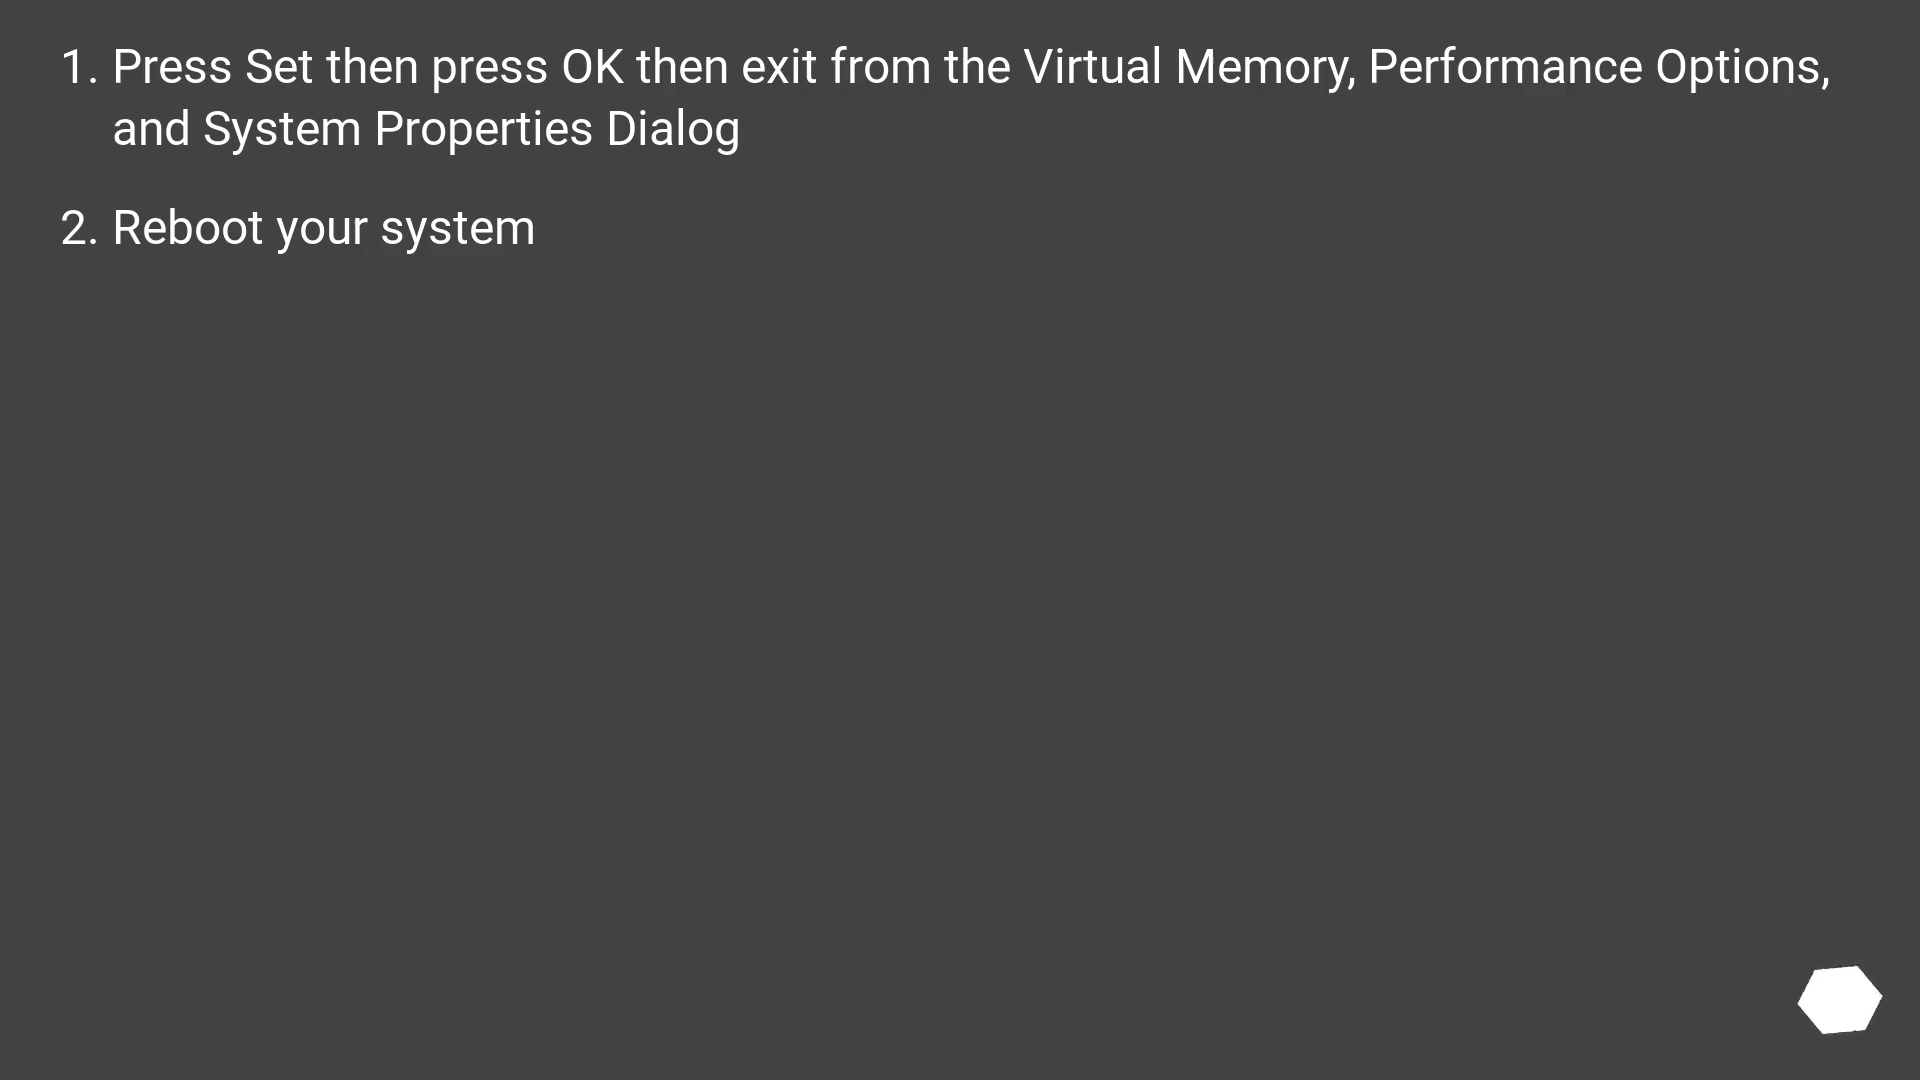 1. Press Set then press OK then exit from the Virtual Memory, Performance Options,
and System Properties Dialog
2. Reboot your system